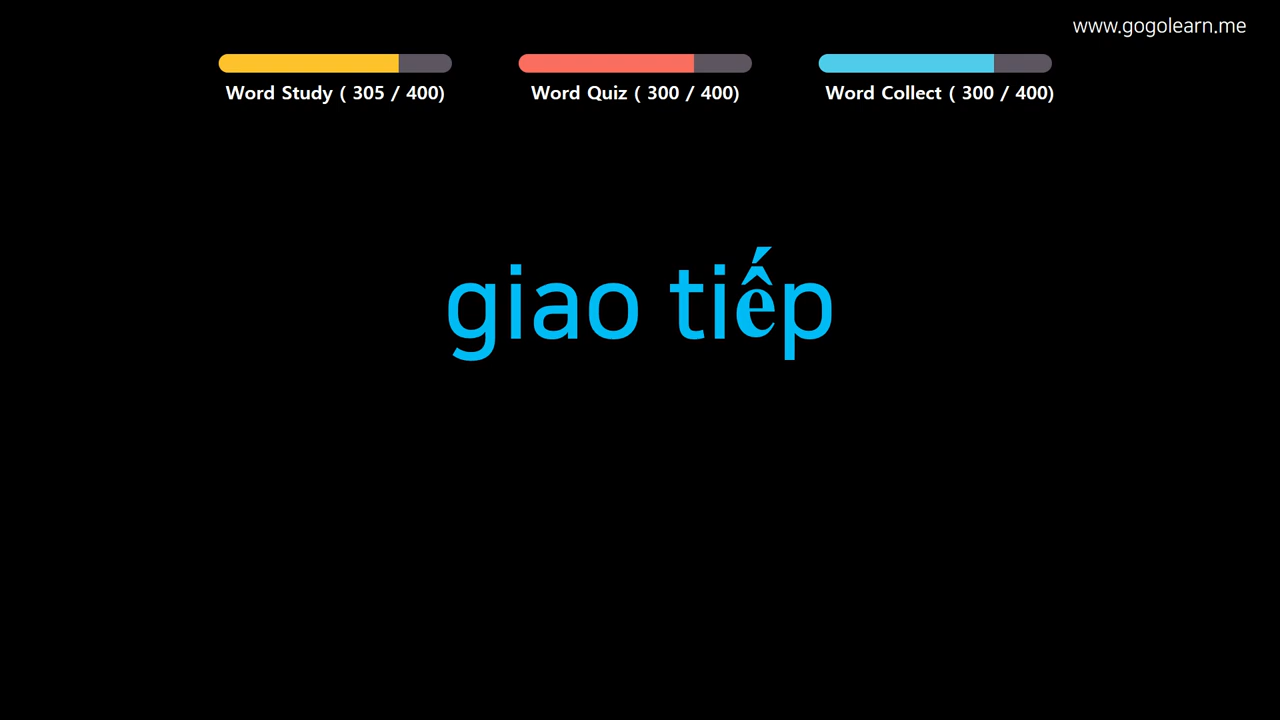 www.gogolearn.me
Word Study ( 305 / 400)
Word Quiz ( 300 / 400)
Word Collect ( 300 / 400)
giao tiếp